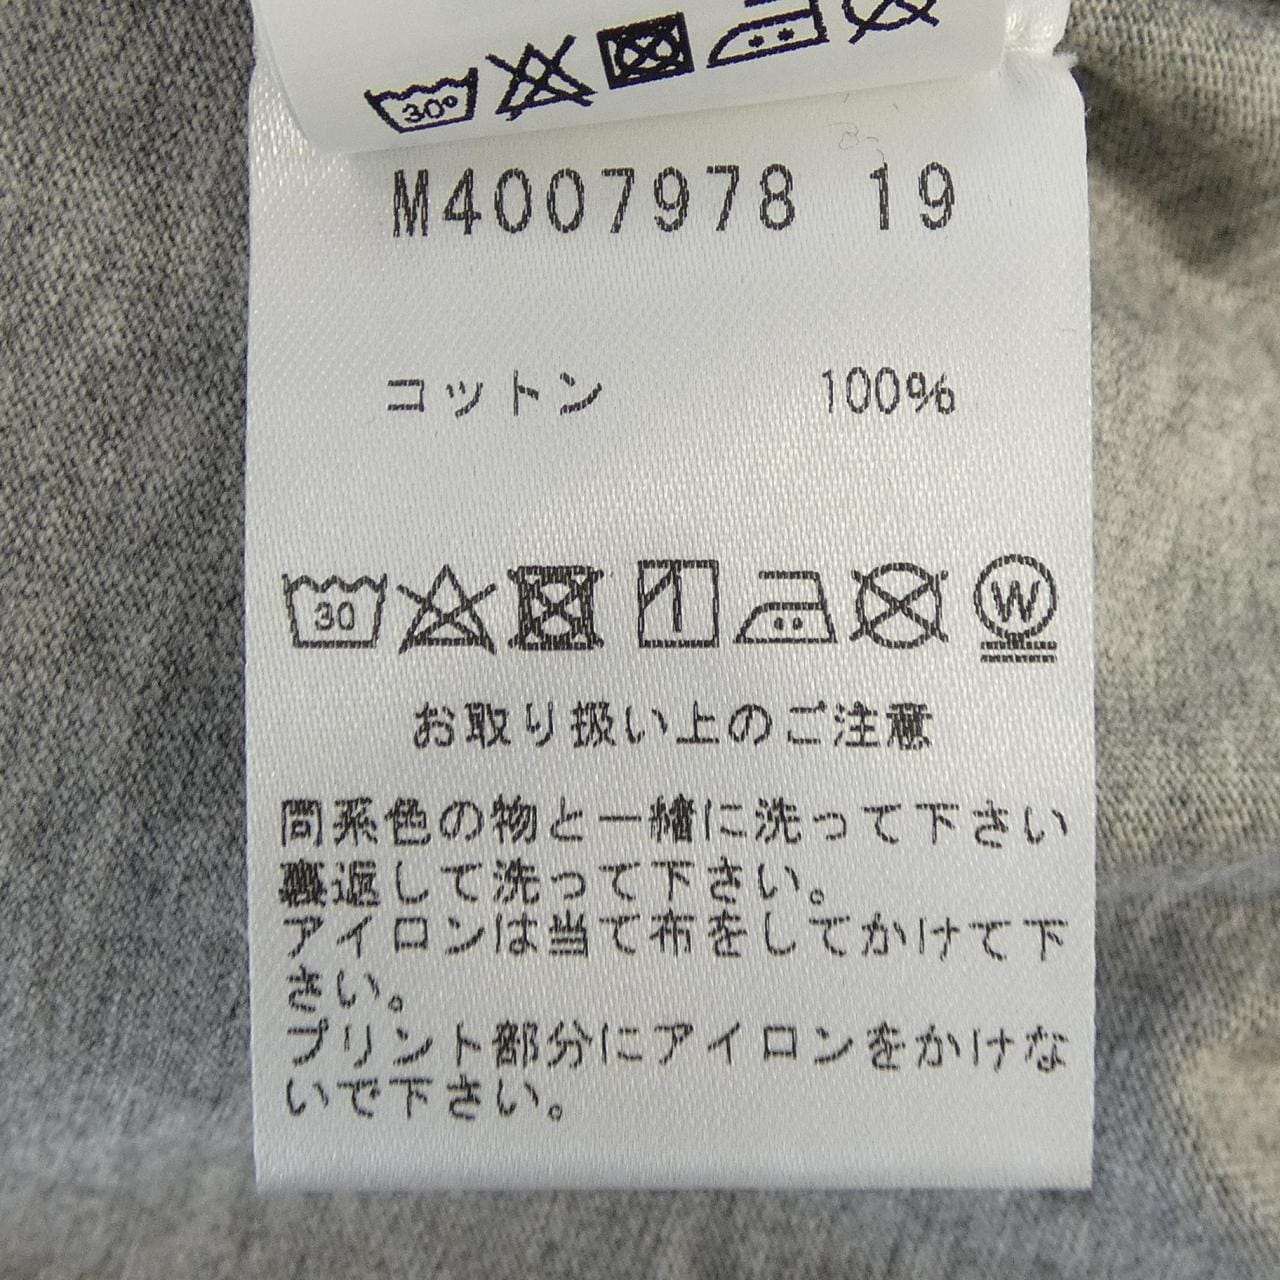 30°
M4007978 19
コットン 100%
30 W
お取り扱い上のご注意
同系色の物と一緒に洗って下さい
裏返して洗って下さい。
アイロンは当て布をしてかけて下
さい。
プリント部分にアイロンをかけな
いで下さい。